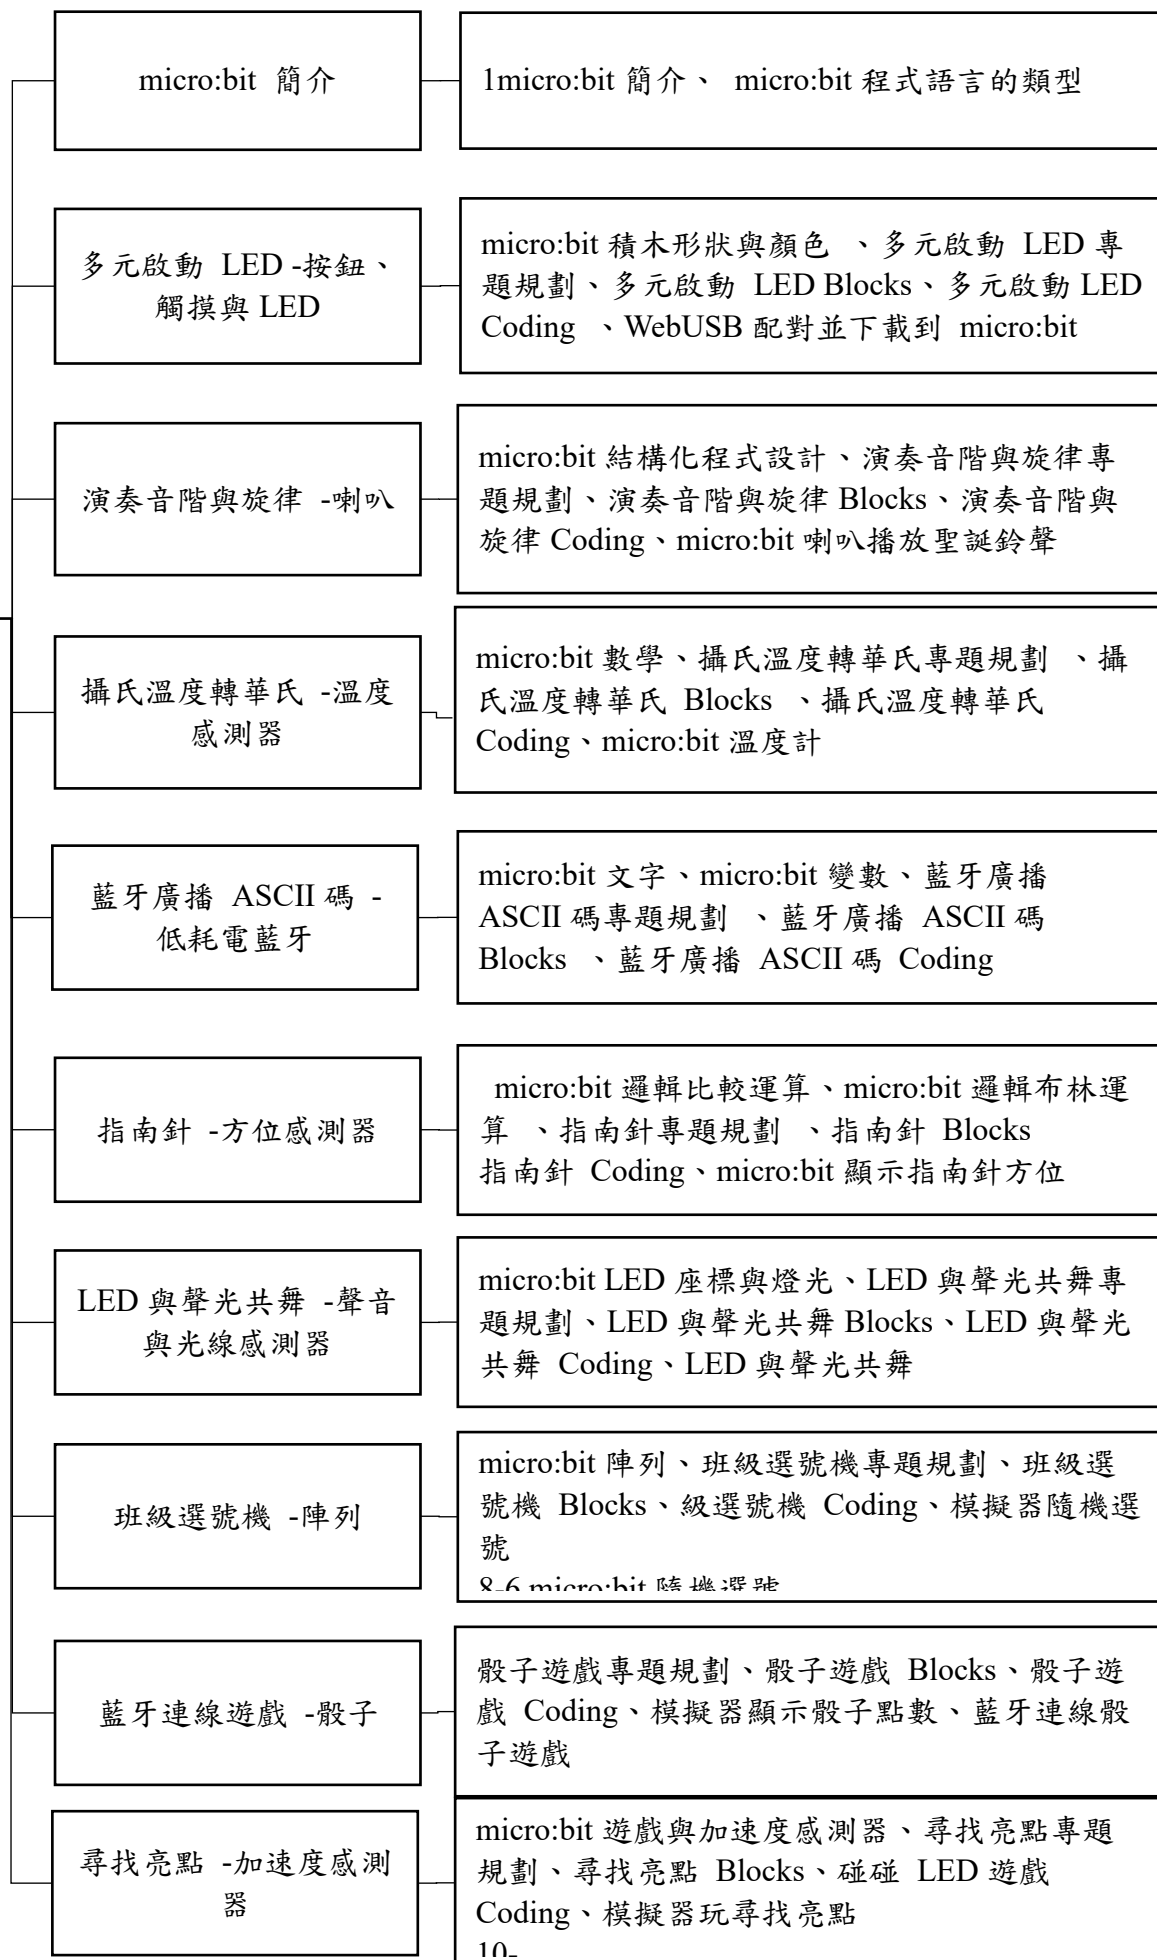 micro:bit 簡介
1micro:bit 簡介、 micro:bit 程式語言的類型
多元啟動 LED -按鈕、
觸摸與 LED
micro:bit 積木形狀與顏色 、多元啟動 LED 專
題規劃、多元啟動 LED Blocks、多元啟動 LED
Coding 、WebUSB 配對並下載到 micro:bit
演奏音階與旋律 -喇叭
micro:bit 結構化程式設計、演奏音階與旋律專
題規劃、演奏音階與旋律 Blocks、演奏音階與
旋律 Coding、micro:bit 喇叭播放聖誕鈴聲
攝氏溫度轉華氏 -溫度
感測器
micro:bit 數學、攝氏溫度轉華氏專題規劃 、攝
氏溫度轉華氏 Blocks 、攝氏溫度轉華氏
Coding、micro:bit 溫度計
藍牙廣播 ASCII 碼 -
低耗電藍牙
micro:bit 文字、micro:bit 變數、藍牙廣播
ASCII 碼專題規劃 、藍牙廣播 ASCII 碼
Blocks 、藍牙廣播 ASCII 碼 Coding
指南針 -方位感測器
micro:bit 邏輯比較運算、micro:bit 邏輯布林運
算 、指南針專題規劃 、指南針 Blocks
指南針 Coding、micro:bit 顯示指南針方位
LED 與聲光共舞 -聲音
與光線感測器
micro:bit LED 座標與燈光、LED 與聲光共舞專
題規劃、LED 與聲光共舞 Blocks、LED 與聲光
共舞 Coding、LED 與聲光共舞
班級選號機 -陣列
micro:bit 陣列、班級選號機專題規劃、班級選
號機 Blocks、級選號機 Coding、模擬器隨機選
號
8-6 micro:bit 隨機選號
藍牙連線遊戲 -骰子
骰子遊戲專題規劃、骰子遊戲 Blocks、骰子遊
戲 Coding、模擬器顯示骰子點數、藍牙連線骰
子遊戲
尋找亮點 -加速度感測
器
micro:bit 遊戲與加速度感測器、尋找亮點專題
規劃、尋找亮點 Blocks、碰碰 LED 遊戲
Coding、模擬器玩尋找亮點
10-